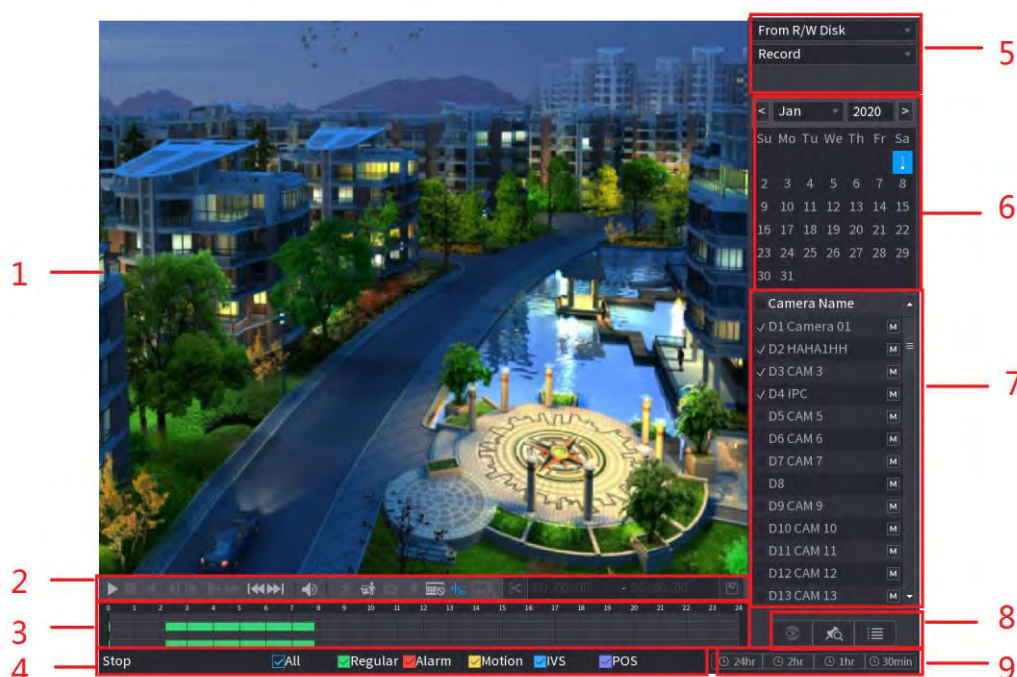 From R/W Disk
Record
5
< Jan 2020 >
Su Mo Tu We Th Fr Sa
1
2 3 4 5 6 7 8
9 10 11 12 13 14 15
16 17 18 19 20 21 22
23 24 25 26 27 28 29
30 31
6
1
Camera Name
D1 Camera 01 M
D2 HAHA1HH M
D3 CAM 3 M
D4 IPC M
D5 CAM 5 M
D6 CAM 6 M
D7 CAM 7 M
D8 M
D9 CAM 9 M
D10 CAM 10 M
D11 CAM 11 M
D12 CAM 12 M
D13 CAM 13 M
7
2
00:00:00 - 00:00:00
3
0 1 2 3 4 5 6 7 8 9 10 11 12 13 14 15 16 17 18 19 20 21 22 23 24
8
4
Stop All Regular Alarm Motion IVS POS
24hr 2hr 1hr 30min
9